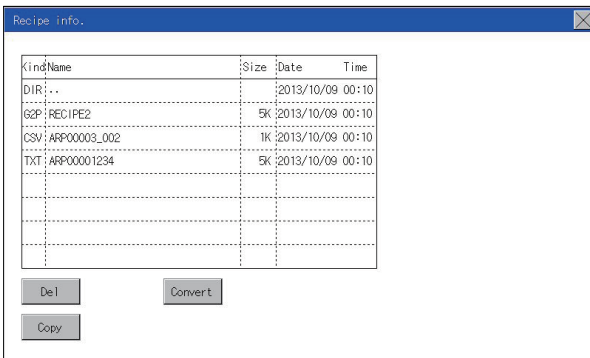 Recipe info.
Kind Name Size Date Time
DIR .. 2013/10/09 00:10
G2P RECIPE2 5K 2013/10/09 00:10
CSV ARP00003_002 1K 2013/10/09 00:10
TXT ARP00001234 5K 2013/10/09 00:10
Del Convert
Copy